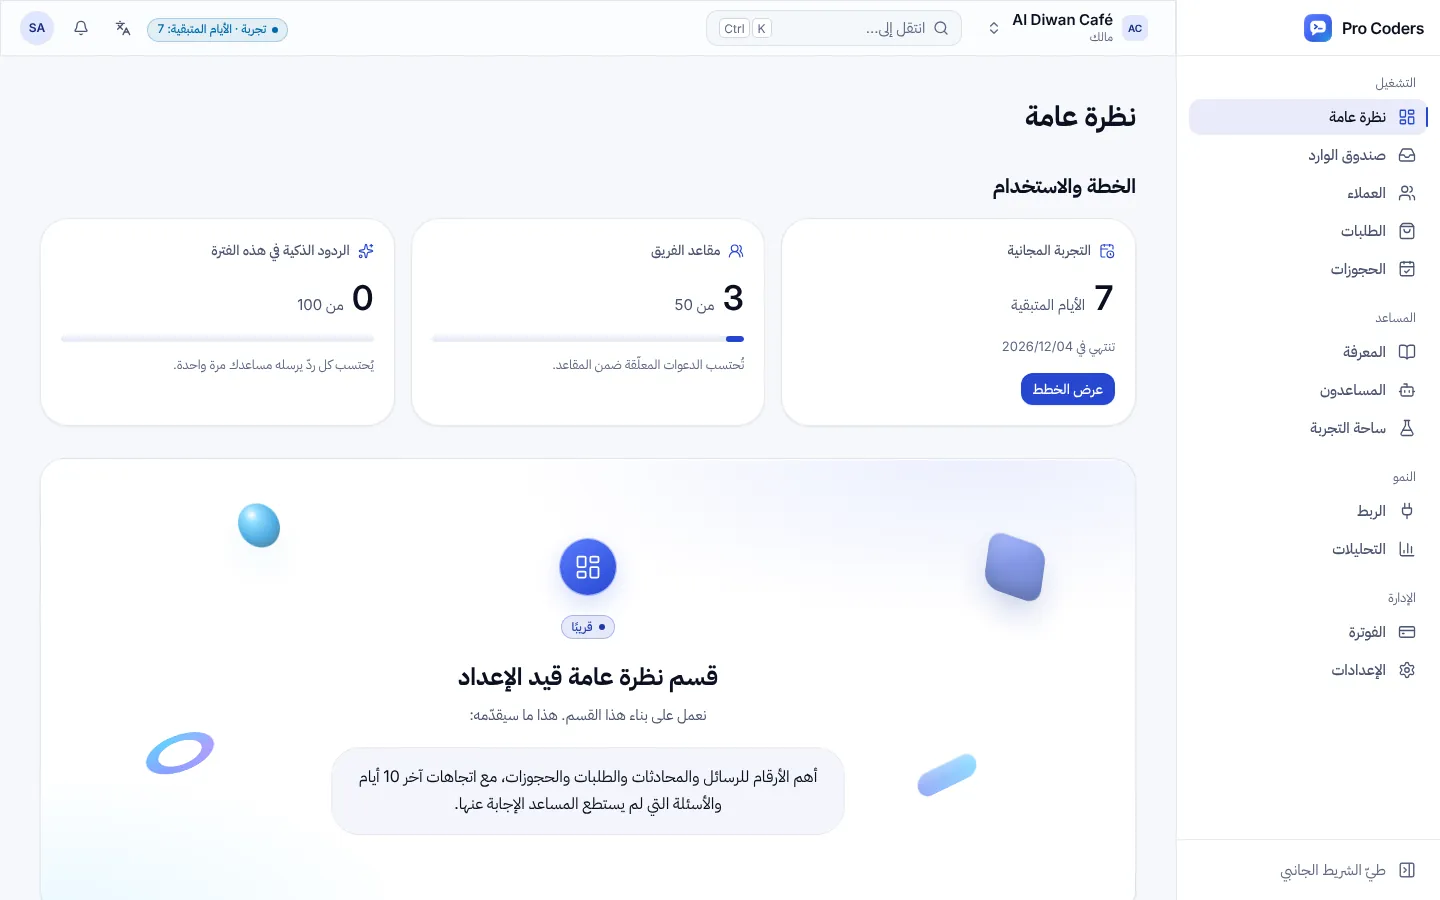 Pro Coders
التشغيل
نظرة عامة
صندوق الوارد
العملاء
الطلبات
الحجوزات
المساعد
المعرفة
المساعدون
ساحة التجربة
النمو
الربط
التحليلات
الإدارة
الفوترة
الإعدادات
طيّ الشريط الجانبي
AC
Al Diwan Café
مالك
انتقل إلى...
Ctrl K
تجربة · الأيام المتبقية: 7
SA
نظرة عامة
الخطة والاستخدام
التجربة المجانية
7 الأيام المتبقية
تنتهي في 2026/12/04
عرض الخطط
مقاعد الفريق
3 من 50
تُحتسب الدعوات المعلّقة ضمن المقاعد.
الردود الذكية في هذه الفترة
0 من 100
يُحتسب كل ردّ يرسله مساعدك مرة واحدة.
قريبًا
قسم نظرة عامة قيد الإعداد
نعمل على بناء هذا القسم. هذا ما سيقدّمه:
أهم الأرقام للرسائل والمحادثات والطلبات والحجوزات، مع اتجاهات آخر 10 أيام
والأسئلة التي لم يستطع المساعد الإجابة عنها.